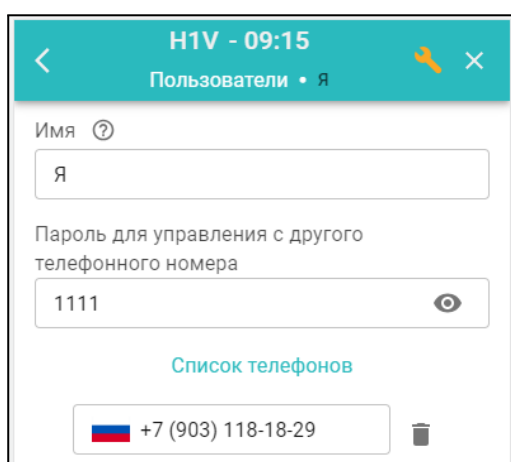 H1V - 09:15
Пользователи • Я
Имя
Я
Пароль для управления с другого
телефонного номера
1111
Список телефонов
+7 (903) 118-18-29